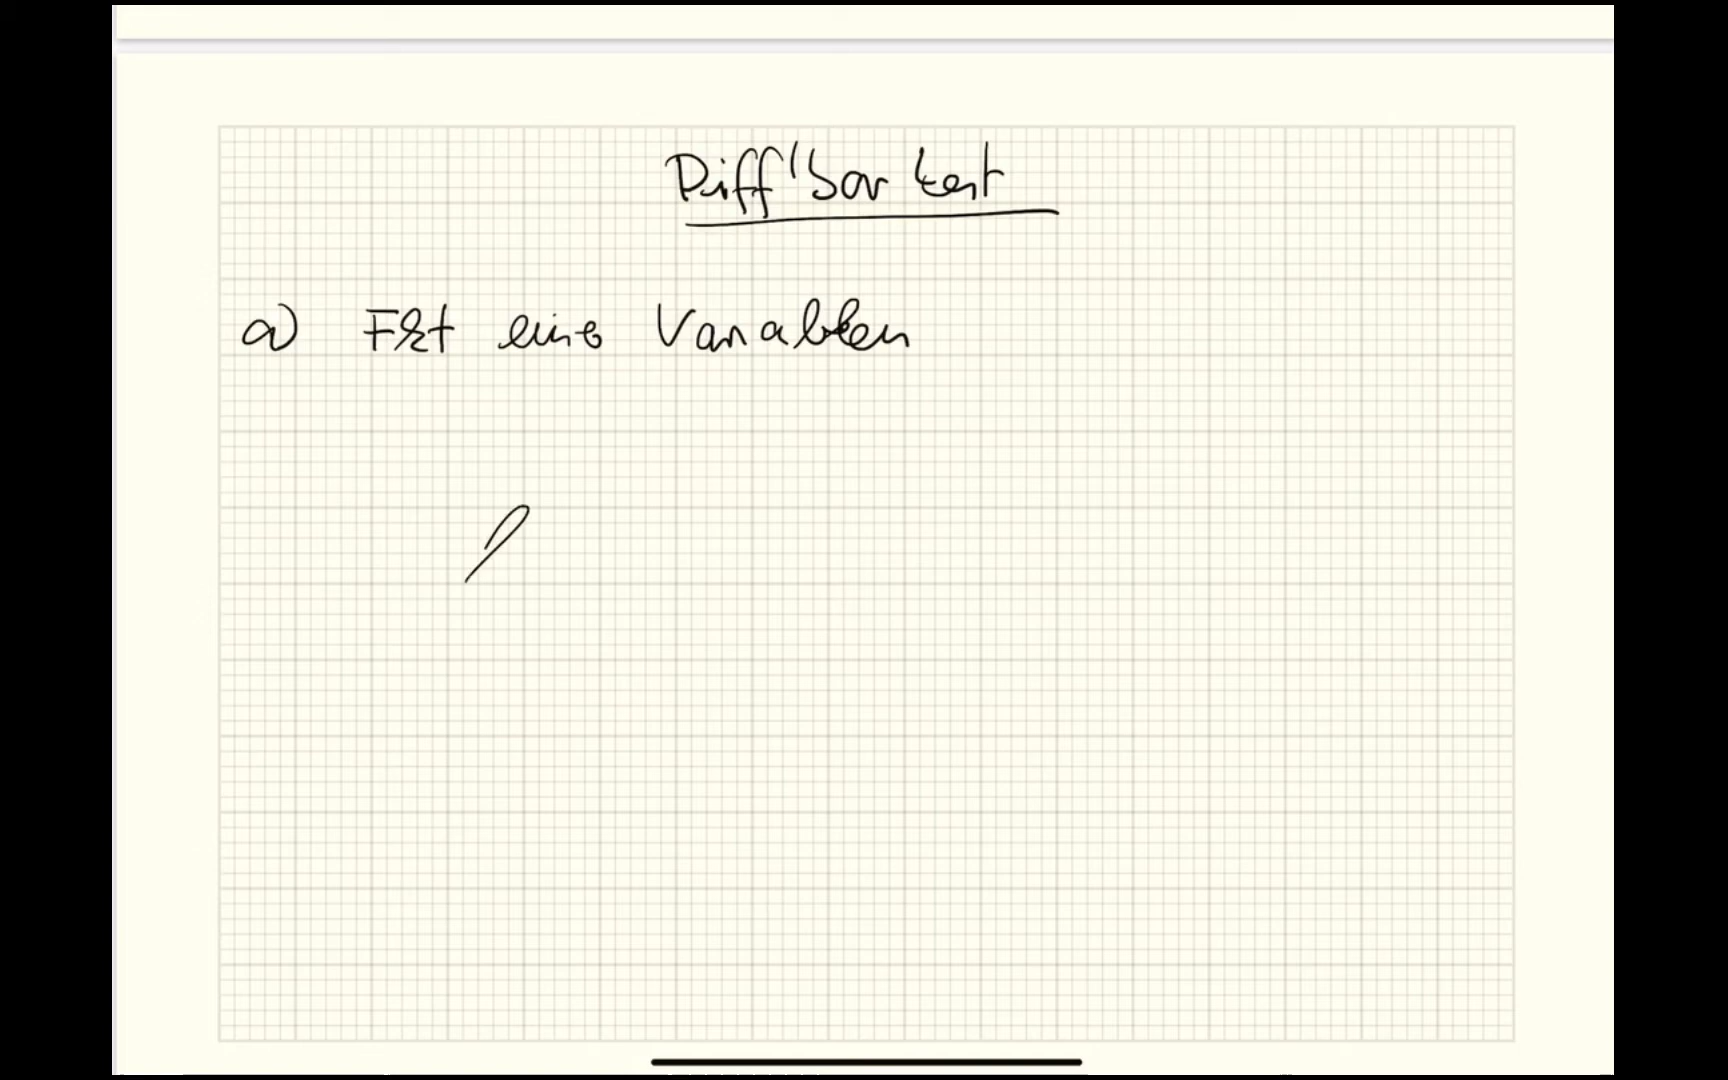 Diff'barkeit
a) Fkt eine Variablen